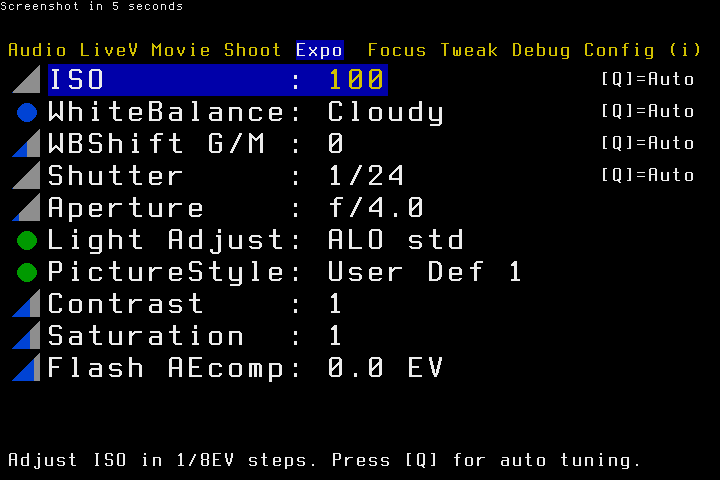 Screenshot in 5 seconds
Audio LiveV Movie Shoot Expo Focus Tweak Debug Config (i)
ISO : 100 [Q]=Auto
WhiteBalance: Cloudy [Q]=Auto
WBShift G/M : 0 [Q]=Auto
Shutter : 1/24 [Q]=Auto
Aperture : f/4.0
Light Adjust: ALO std
PictureStyle: User Def 1
Contrast : 1
Saturation : 1
Flash AEcomp: 0.0 EV
Adjust ISO in 1/8EV steps. Press [Q] for auto tuning.